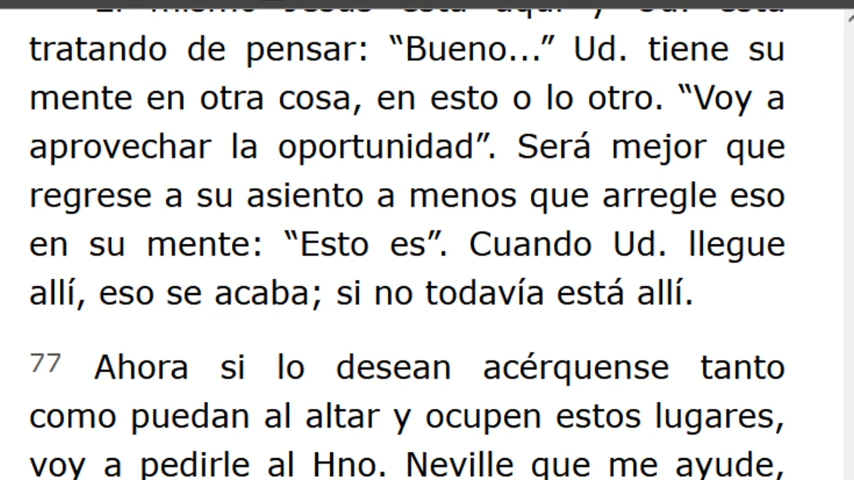 tratando de pensar: “Bueno...” Ud. tiene su
mente en otra cosa, en esto o lo otro. “Voy a
aprovechar la oportunidad”. Será mejor que
regrese a su asiento a menos que arregle eso
en su mente: “Esto es”. Cuando Ud. llegue
allí, eso se acaba; si no todavía está allí.
77 Ahora si lo desean acérquense tanto
como puedan al altar y ocupen estos lugares,
voy a pedirle al Hno. Neville que me ayude,